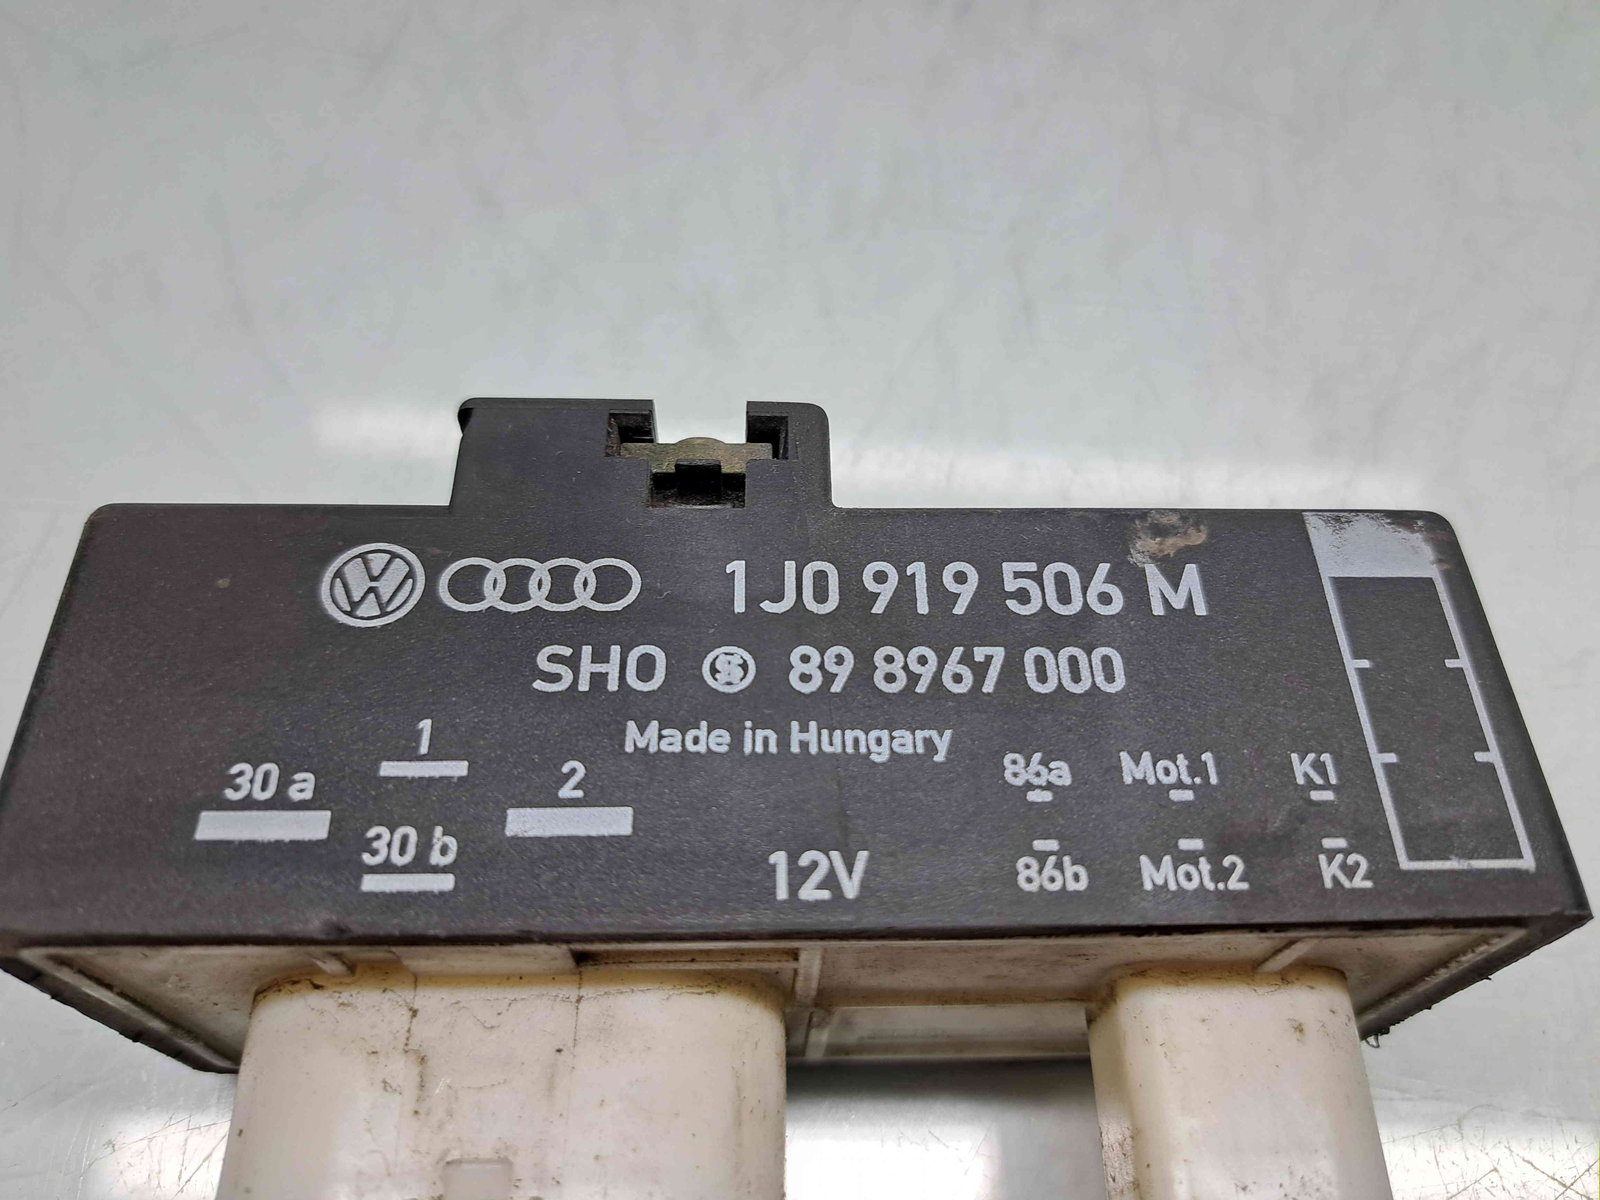 1J0 919 506 M
SHO S 89 8967 000
Made in Hungary
1
30 a
2
30 b
12V
86a Mot.1 K1
86b Mot.2 K2